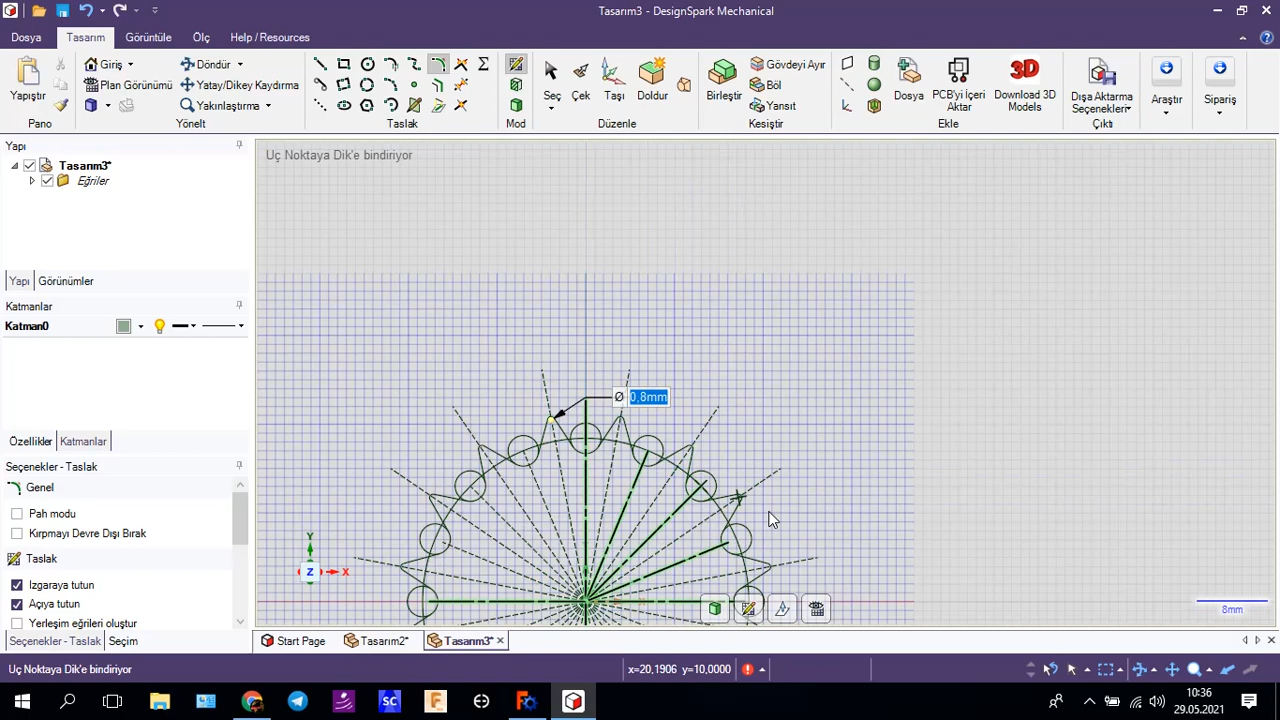 Tasarım3 - DesignSpark Mechanical
Dosya
Tasarım
Görüntüle
Ölç
Help / Resources
Yapıştır
Giriş
Plan Görünümü
Döndür
Yatay/Dikey Kaydırma
Yakınlaştırma
Seç
Çek
Taşı
Doldur
Birleştir
Gövdeyi Ayır
Böl
Yansıt
Dosya
PCB'yi İçeri
Aktar
3D
Download 3D
Models
Dışa Aktarma
Seçenekleri
Araştır
Sipariş
Pano
Yönelt
Taslak
Mod
Düzenle
Kesiştir
Ekle
Çıktı
Yapı
Tasarım3*
Eğriler
Yapı
Görünümler
Katmanlar
Katman0
Özellikler
Katmanlar
Seçenekler - Taslak
Genel
Pah modu
Kırpmayı Devre Dışı Bırak
Taslak
Izgaraya tutun
Açıya tutun
Yerleşim eğrileri oluştur
Seçenekler - Taslak
Seçim
Uç Noktaya Dik'e bindiriyor
Ø 0,8mm
Y
Z
X
8mm
Start Page
Tasarım2*
Tasarım3*
Uç Noktaya Dik'e bindiriyor
x=20,1906 y=10,0000
SC
10:36
29.05.2021